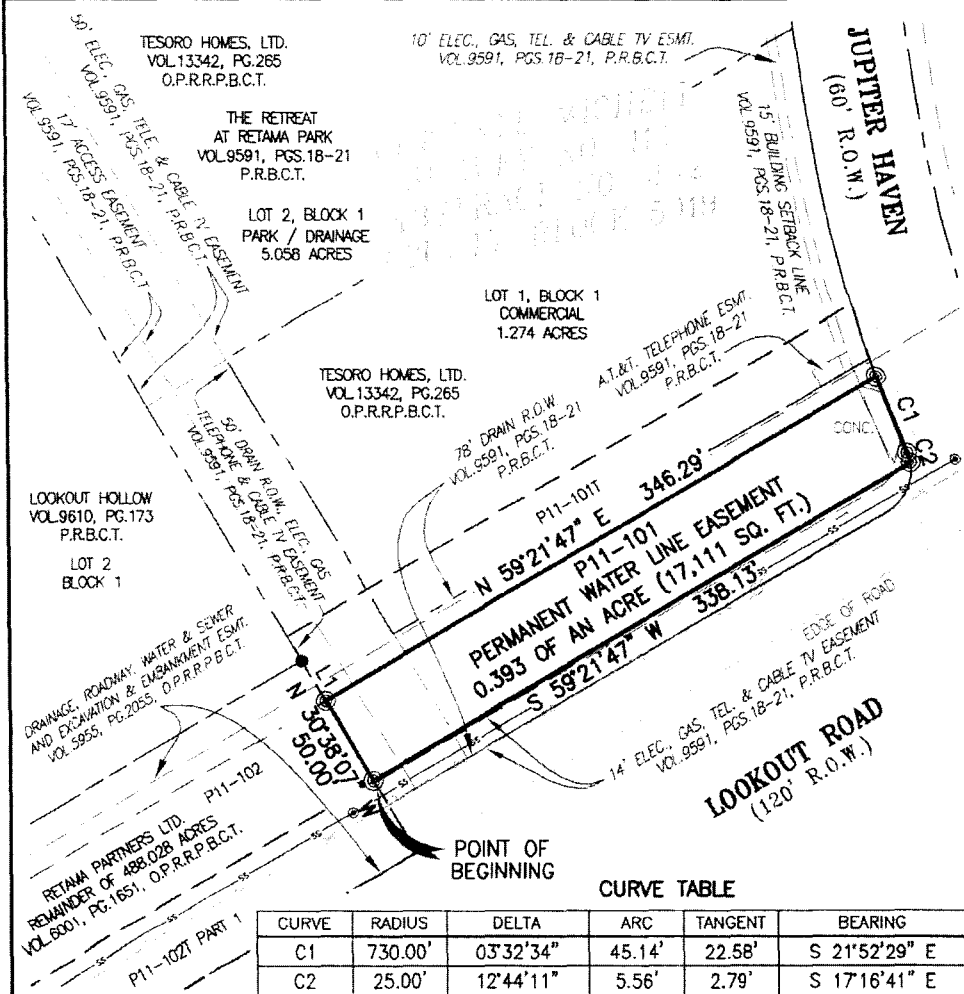 50' ELEC., GAS, TELE. & CABLE TV EASEMENT
VOL.9591, PGS.18-21, P.R.B.C.T.
17' ACCESS EASEMENT
VOL.9591, PGS.18-21, P.R.B.C.T
TESORO HOMES, LTD.
VOL.13342, PG.265
O.P.R.R.P.B.C.T.
THE RETREAT
AT RETAMA PARK
VOL.9591, PGS.18-21
P.R.B.C.T.
LOT 2, BLOCK 1
PARK / DRAINAGE
5.058 ACRES
10' ELEC., GAS, TEL. & CABLE TV ESMT.
VOL.9591, PGS.18-21, P.R.B.C.T.
15' BUILDING SETBACK LINE
VOL.9591, PGS.18-21, P.R.B.C.T.
JUPITER HAVEN
(60' R.O.W.)
LOT 1, BLOCK 1
COMMERCIAL
1.274 ACRES
TESORO HOMES, LTD.
VOL.13342, PG.265
O.P.R.R.P.B.C.T.
A.T.&T. TELEPHONE ESMT.
VOL.9591, PGS.18-21
P.R.B.C.T.
78' DRAIN R.O.W
VOL.9591, PGS.18-21
P.R.B.C.T.
50' DRAIN R.O.W., ELEC., GAS
TELEPHONE & CABLE TV EASEMENT
VOL.9591, PGS.18-21, P.R.B.C.T.
LOOKOUT HOLLOW
VOL.9610, PG.173
P.R.B.C.T.
LOT 2
BLOCK 1
CONC.
C1
C2
P11-101T
N 59°21'47" E 346.29'
P11-101
PERMANENT WATER LINE EASEMENT
0.393 OF AN ACRE (17,111 SQ. FT.)
S 59°21'47" W 338.13'
EDGE OF ROAD
14' ELEC., GAS, TEL. & CABLE TV EASEMENT
VOL.9591, PGS.18-21, P.R.B.C.T.
LOOKOUT ROAD
(120' R.O.W.)
DRAINAGE, ROADWAY, WATER & SEWER
AND EXCAVATION & EMBANKMENT ESMT.
VOL.5955, PG.2055, O.P.R.R.P.B.C.T.
L1
N 30°38'07" W
50.00'
P11-102
RETAMA PARTNERS LTD.
REMAINDER OF 488.028 ACRES
VOL.6001, PG.1651, O.P.R.R.P.B.C.T.
P11-102T PART 1
POINT OF
BEGINNING
CURVE TABLE
CURVE RADIUS DELTA ARC TANGENT BEARING
C1 730.00' 03°32'34" 45.14' 22.58' S 21°52'29" E
C2 25.00' 12°44'11" 5.56' 2.79' S 17°16'41" E